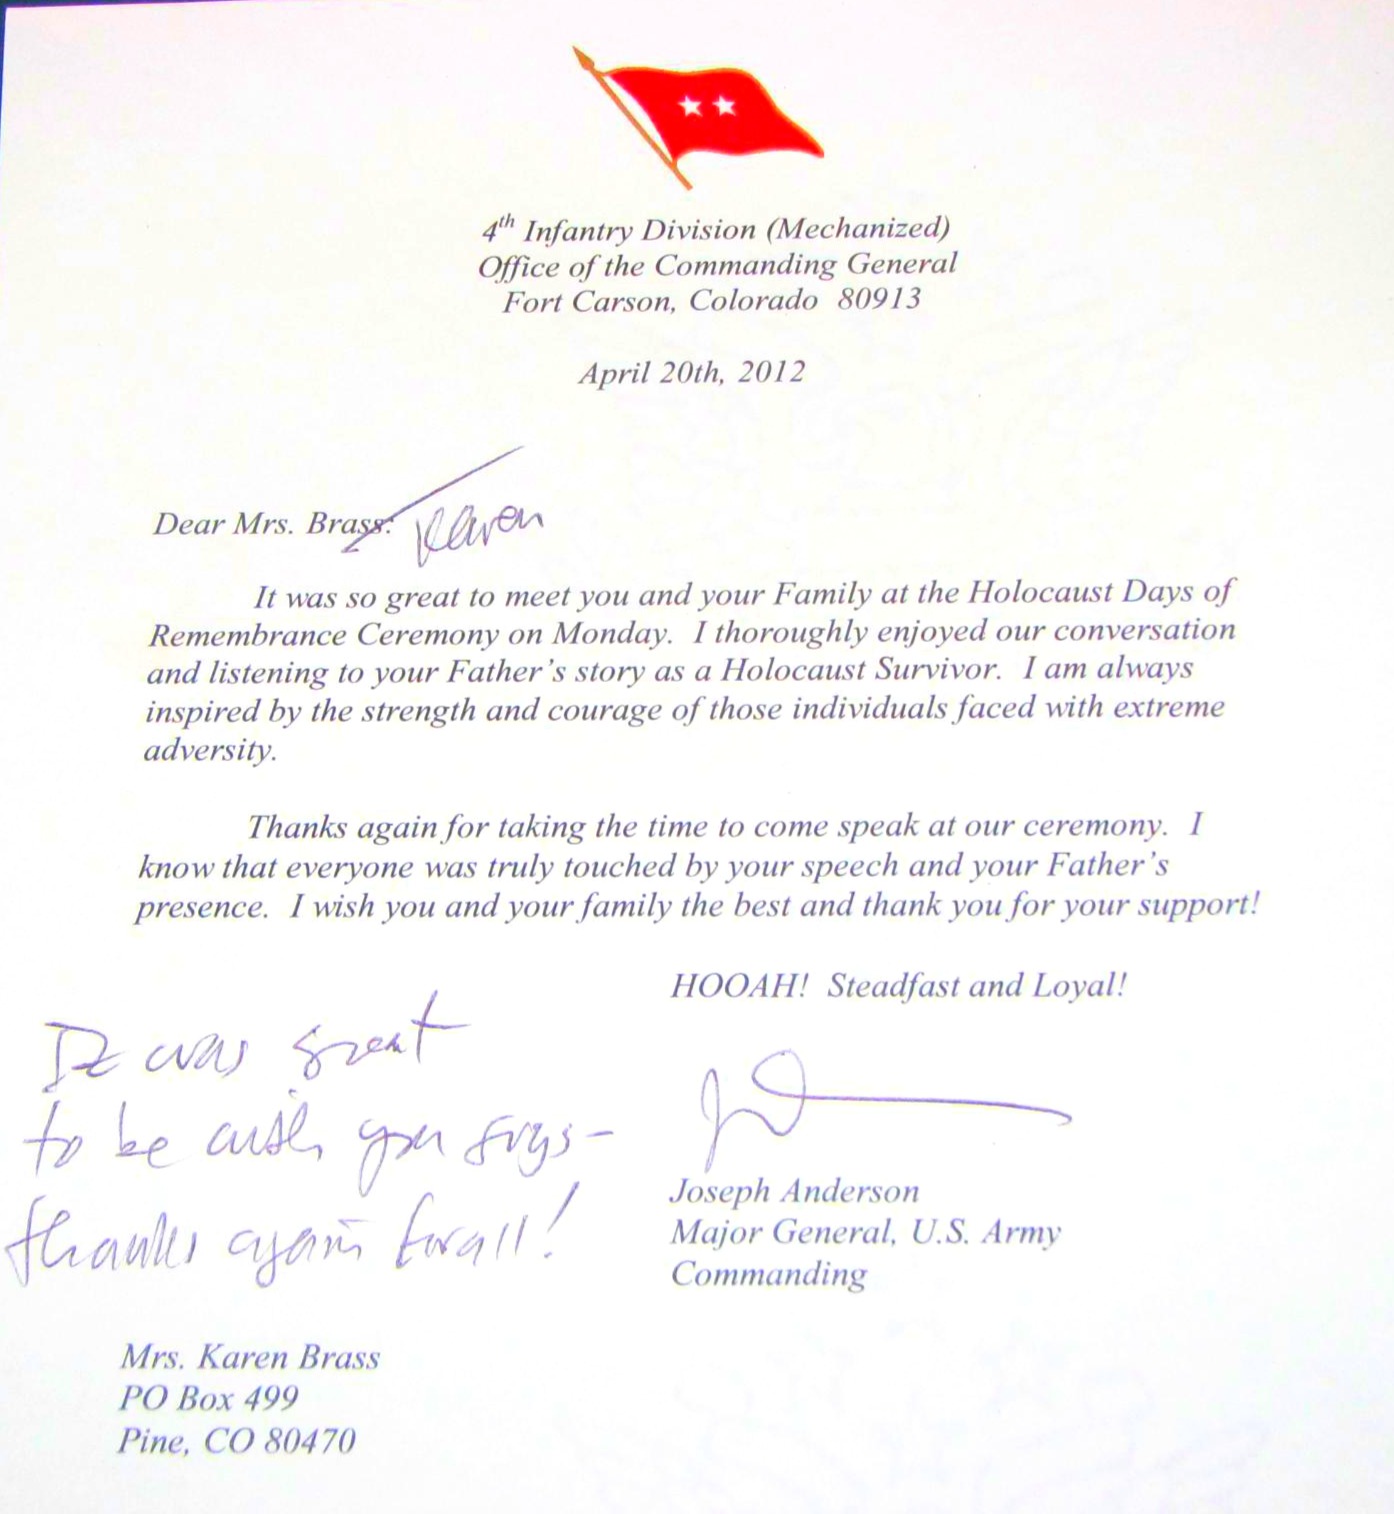 4th Infantry Division (Mechanized)
Office of the Commanding General
Fort Carson, Colorado 80913
April 20th, 2012
Dear Mrs. Brass: Karen
It was so great to meet you and your Family at the Holocaust Days of
Remembrance Ceremony on Monday. I thoroughly enjoyed our conversation
and listening to your Father's story as a Holocaust Survivor. I am always
inspired by the strength and courage of those individuals faced with extreme
adversity.
Thanks again for taking the time to come speak at our ceremony. I
know that everyone was truly touched by your speech and your Father's
presence. I wish you and your family the best and thank you for your support!
HOOAH! Steadfast and Loyal!
It was great
to be with you guys-
thanks again for all!
Joseph Anderson
Major General, U.S. Army
Commanding
Mrs. Karen Brass
PO Box 499
Pine, CO 80470